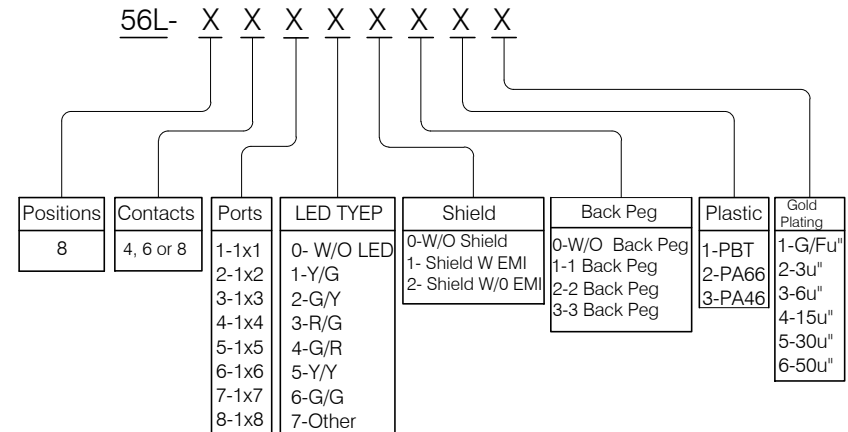 56L- X X X X X X X X
Positions
8
Contacts
4, 6 or 8
Ports
1-1x1
2-1x2
3-1x3
4-1x4
5-1x5
6-1x6
7-1x7
8-1x8
LED TYEP
0- W/O LED
1-Y/G
2-G/Y
3-R/G
4-G/R
5-Y/Y
6-G/G
7-Other
Shield
0-W/O Shield
1- Shield W EMI
2- Shield W/0 EMI
Back Peg
0-W/O Back Peg
1-1 Back Peg
2-2 Back Peg
3-3 Back Peg
Plastic
1-PBT
2-PA66
3-PA46
Gold
Plating
1-G/Fu"
2-3u"
3-6u"
4-15u"
5-30u"
6-50u"